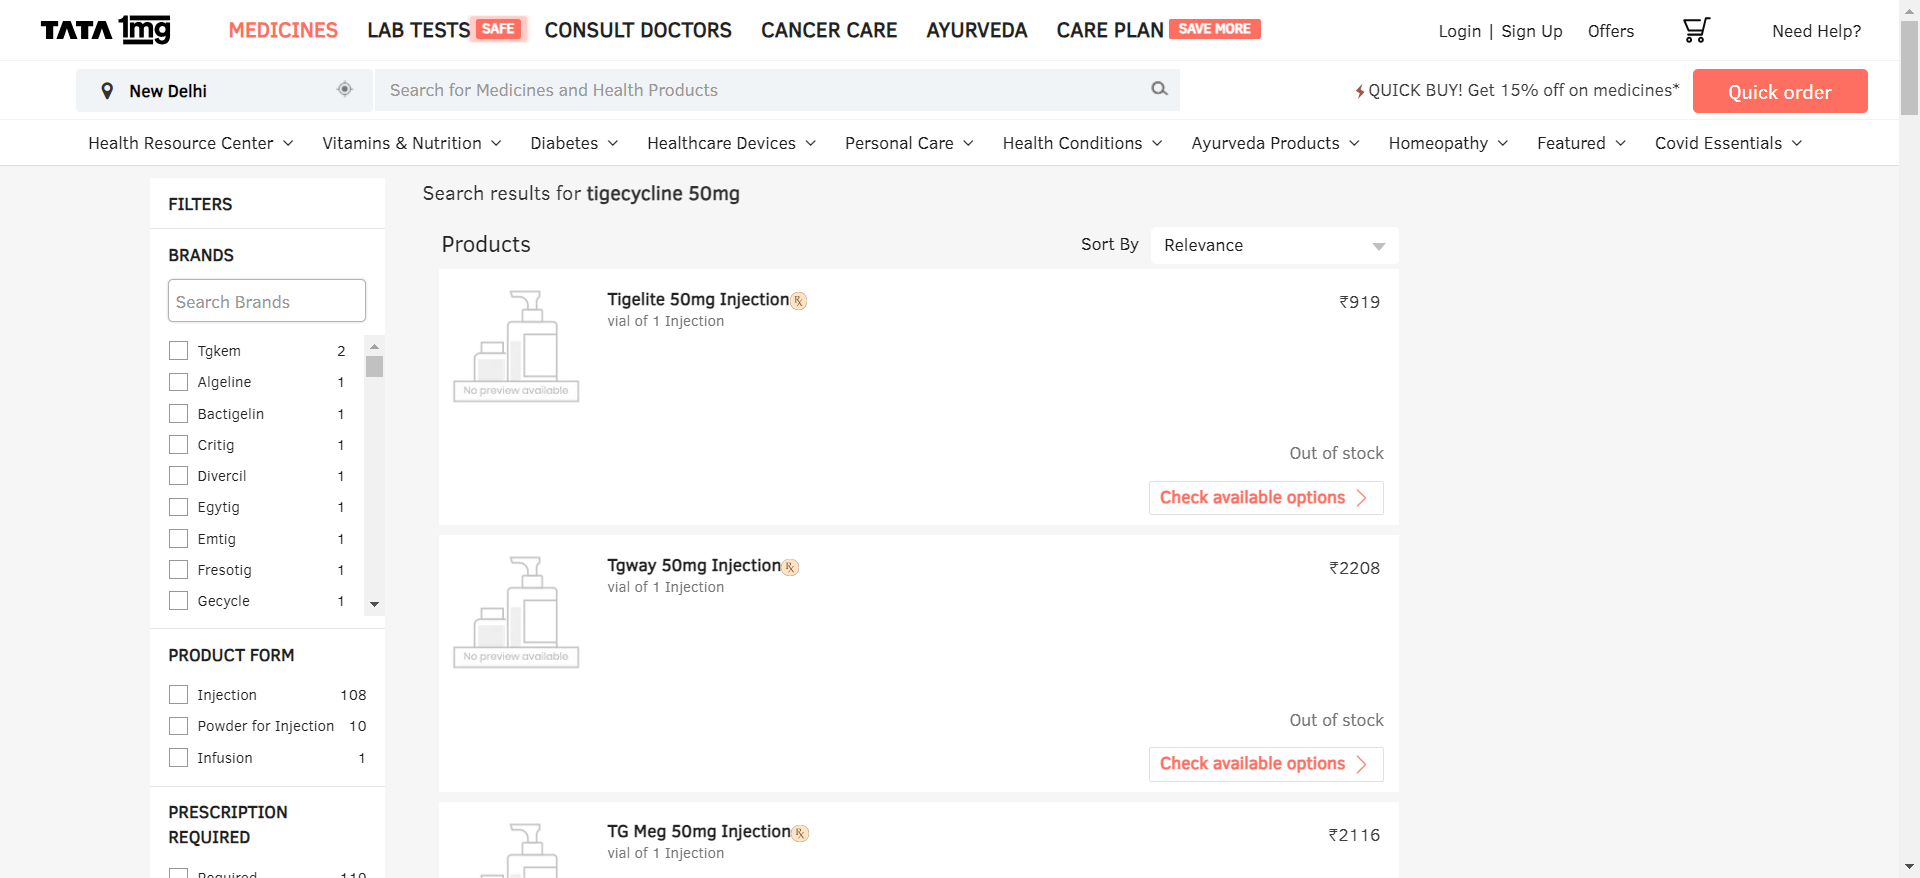 TATA 1mg
MEDICINES
LAB TESTS SAFE
CONSULT DOCTORS
CANCER CARE
AYURVEDA
CARE PLAN SAVE MORE
Login | Sign Up
Offers
Need Help?
New Delhi
Search for Medicines and Health Products
QUICK BUY! Get 15% off on medicines*
Quick order
Health Resource Center
Vitamins & Nutrition
Diabetes
Healthcare Devices
Personal Care
Health Conditions
Ayurveda Products
Homeopathy
Featured
Covid Essentials
FILTERS
BRANDS
Search Brands
Tgkem 2
Algeline 1
Bactigelin 1
Critig 1
Divercil 1
Egytig 1
Emtig 1
Fresotig 1
Gecycle 1
PRODUCT FORM
Injection 108
Powder for Injection 10
Infusion 1
PRESCRIPTION
REQUIRED
Required 119
Search results for tigecycline 50mg
Products
Sort By Relevance
No preview available
Tigelite 50mg Injection Rx
vial of 1 Injection
₹919
Out of stock
Check available options
No preview available
Tgway 50mg Injection Rx
vial of 1 Injection
₹2208
Out of stock
Check available options
TG Meg 50mg Injection Rx
vial of 1 Injection
₹2116